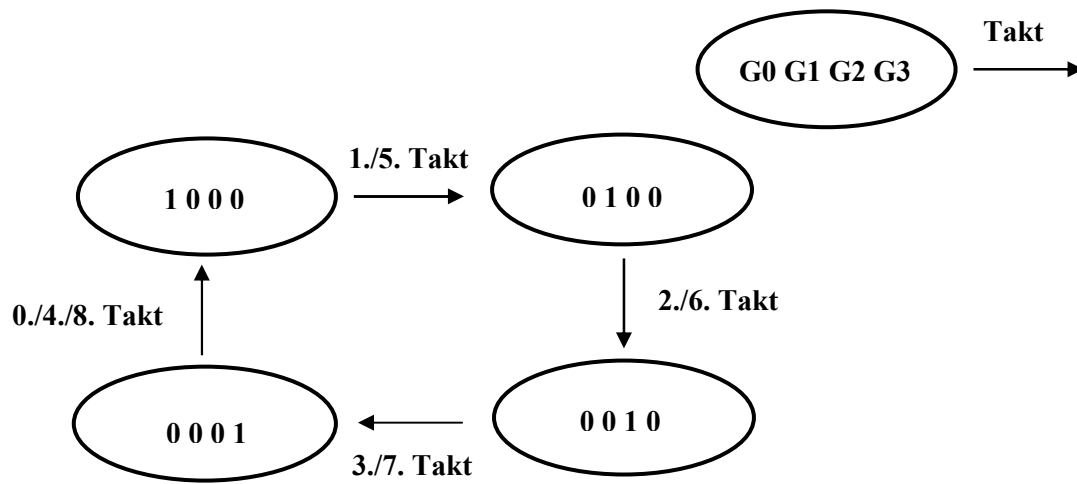 Takt
G0 G1 G2 G3
1./5. Takt
1 0 0 0
0 1 0 0
0./4./8. Takt
2./6. Takt
0 0 0 1
0 0 1 0
3./7. Takt